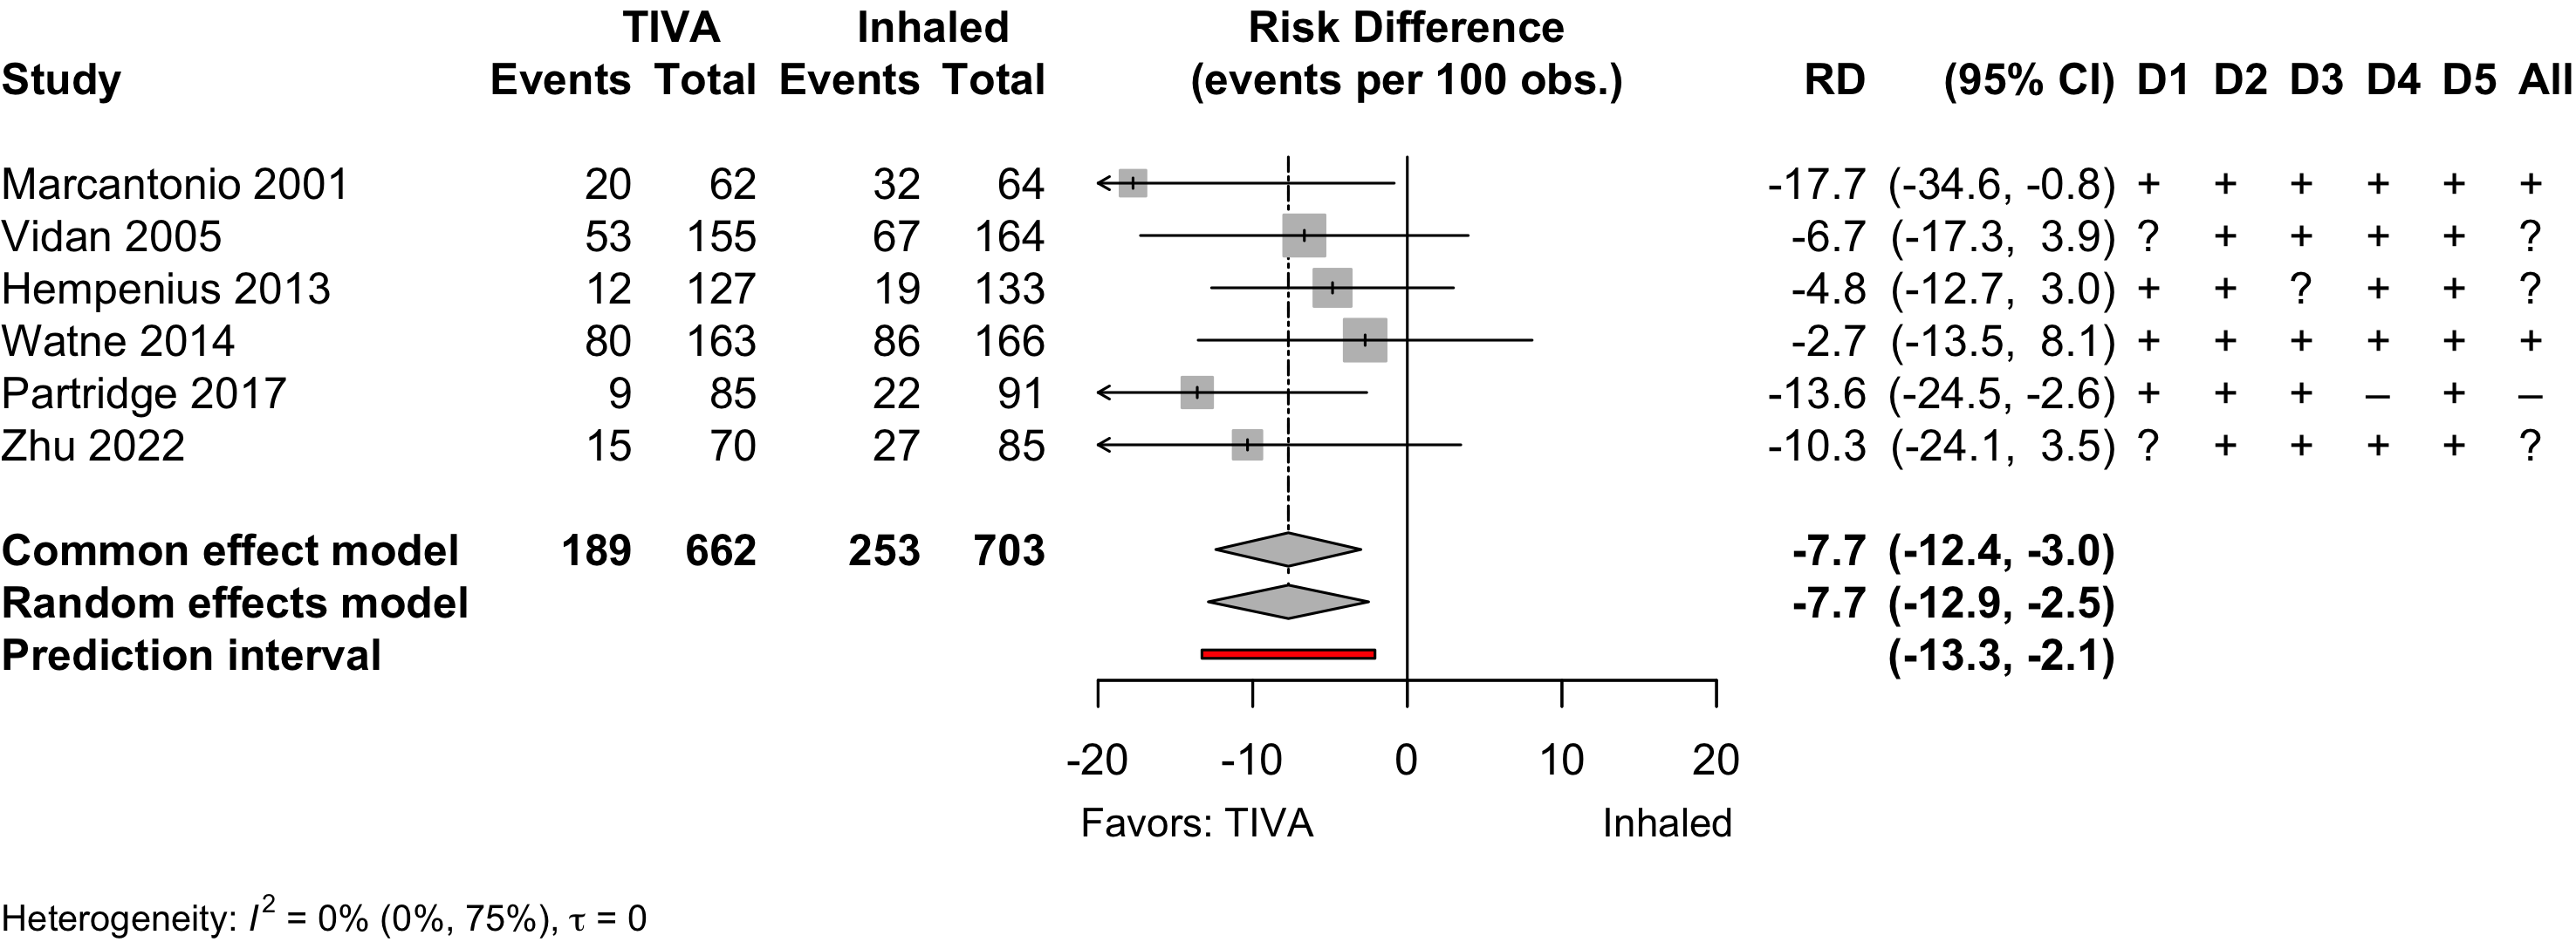 TIVA Inhaled Risk Difference
Study Events Total Events Total (events per 100 obs.) RD (95% CI) D1 D2 D3 D4 D5 All
Marcantonio 2001 20 62 32 64 -17.7 (-34.6, -0.8) + + + + + +
Vidan 2005 53 155 67 164 -6.7 (-17.3, 3.9) ? + + + + ?
Hempenius 2013 12 127 19 133 -4.8 (-12.7, 3.0) + + ? + + ?
Watne 2014 80 163 86 166 -2.7 (-13.5, 8.1) + + + + + +
Partridge 2017 9 85 22 91 -13.6 (-24.5, -2.6) + + + – + –
Zhu 2022 15 70 27 85 -10.3 (-24.1, 3.5) ? + + + + ?
Common effect model 189 662 253 703 -7.7 (-12.4, -3.0)
Random effects model -7.7 (-12.9, -2.5)
Prediction interval (-13.3, -2.1)
-20 -10 0 10 20
Favors: TIVA Inhaled
Heterogeneity: I² = 0% (0%, 75%), τ = 0